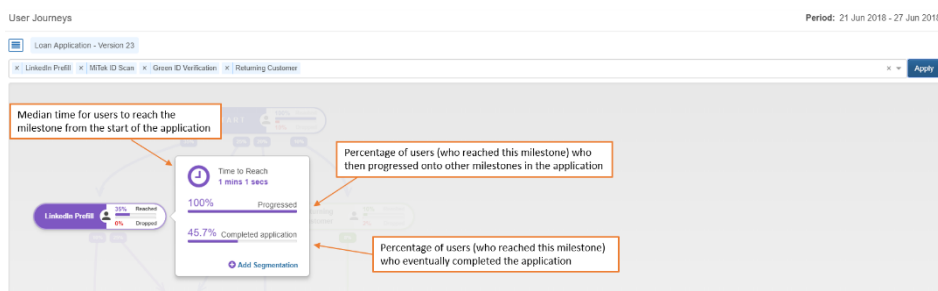 User Journeys
Period: 21 Jun 2018 - 27 Jun 2018
Loan Application - Version 23
× LinkedIn Prefill × MiTek ID Scan × Green ID Verification × Returning Customer
× Apply
Median time for users to reach the
milestone from the start of the application
START
Percentage of users (who reached this milestone) who
then progressed onto other milestones in the application
Time to Reach
1 mins 1 secs
100% Progressed
LinkedIn Prefill
35% Reached
0% Dropped
45.7% Completed application
Percentage of users (who reached this milestone)
who eventually completed the application
Add Segmentation